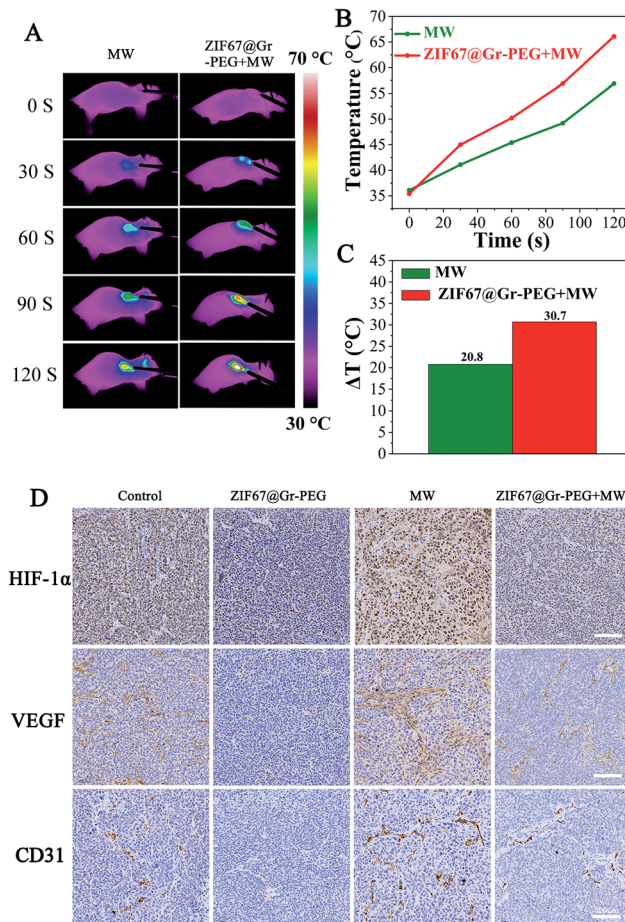 A
MW
ZIF67@Gr
-PEG+MW
70 °C
0 S
30 S
60 S
90 S
120 S
30 °C
B
MW
ZIF67@Gr-PEG+MW
Temperature (°C)
70
65
60
55
50
45
40
35
0 20 40 60 80 100 120
Time (s)
C
MW
ZIF67@Gr-PEG+MW
ΔT (°C)
45
40
35
30
25
20
15
10
5
0
20.8
30.7
D
Control
ZIF67@Gr-PEG
MW
ZIF67@Gr-PEG+MW
HIF-1α
VEGF
CD31